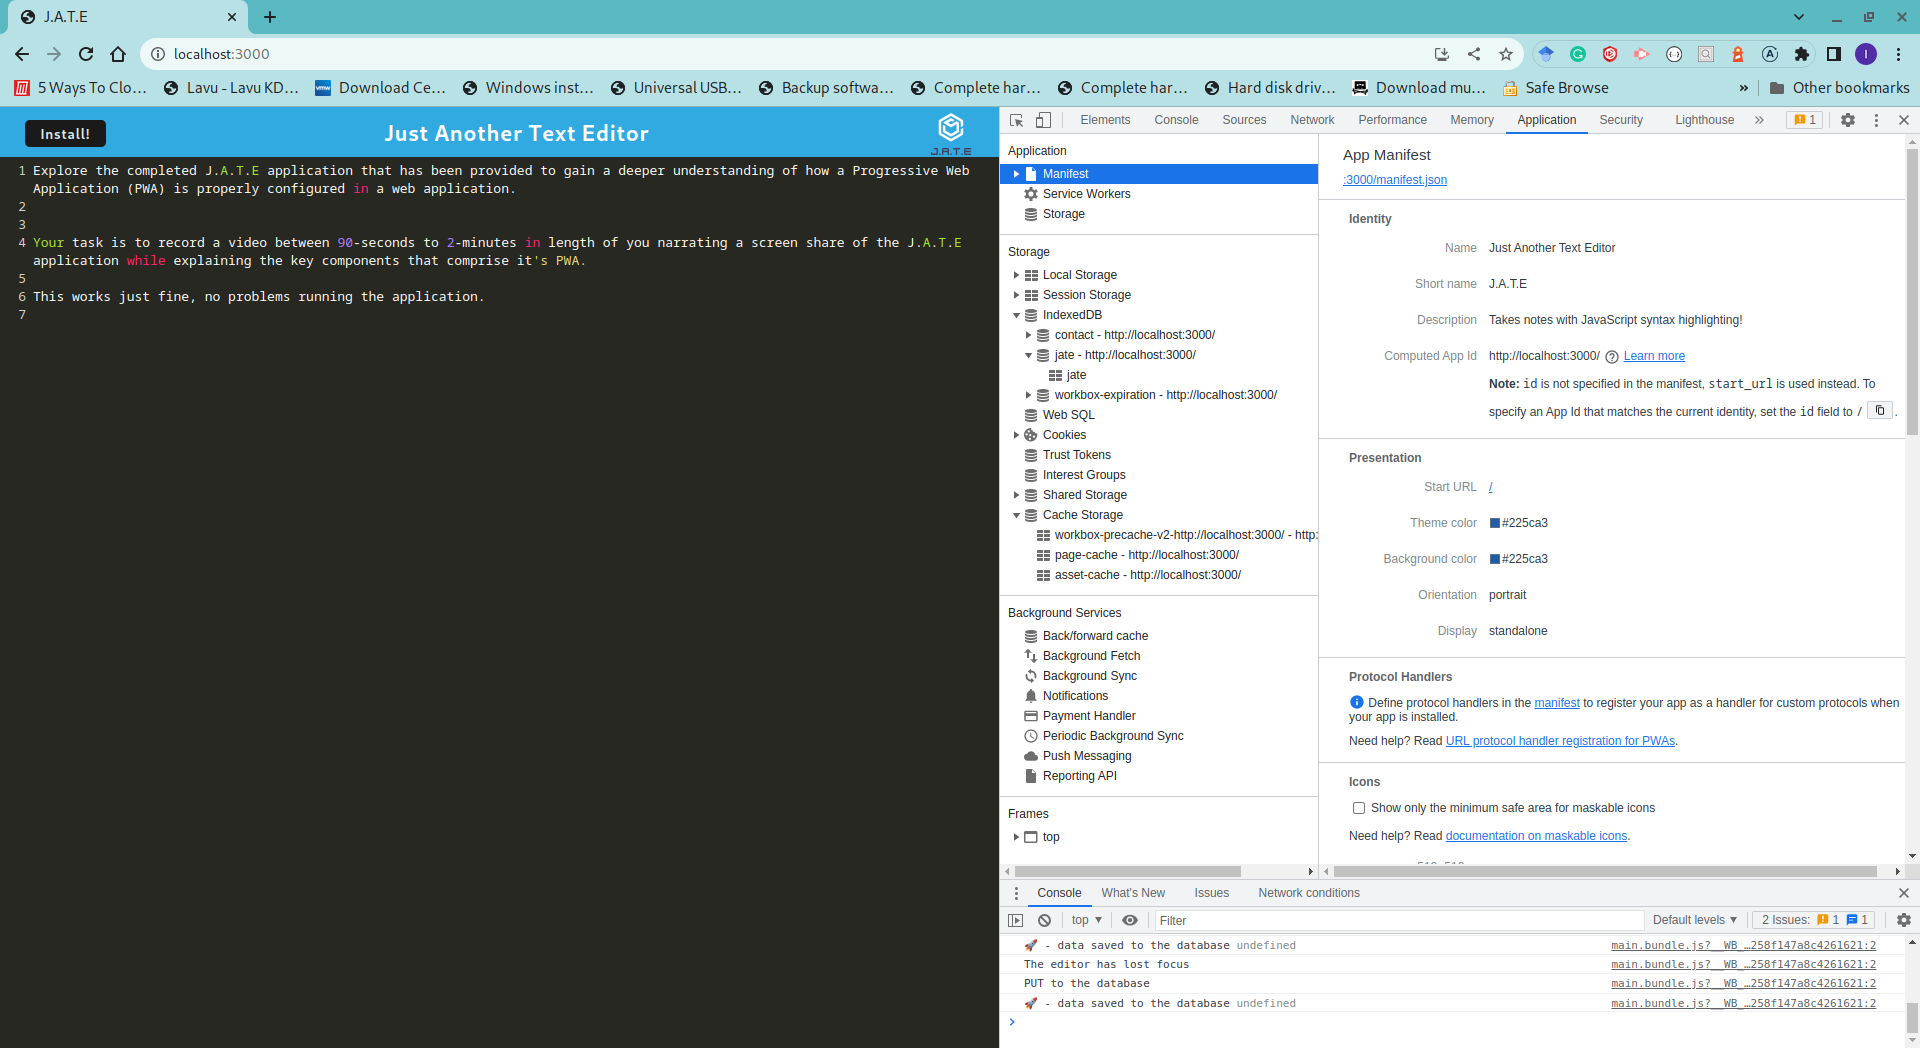 J.A.T.E
localhost:3000
5 Ways To Clo...
Lavu - Lavu KD...
Download Ce...
Windows inst...
Universal USB...
Backup softwa...
Complete har...
Complete har...
Hard disk driv...
Download mu...
Safe Browse
»
Other bookmarks
Install!
Just Another Text Editor
J.A.T.E
1 Explore the completed J.A.T.E application that has been provided to gain a deeper understanding of how a Progressive Web
Application (PWA) is properly configured in a web application.
2
3
4 Your task is to record a video between 90-seconds to 2-minutes in length of you narrating a screen share of the J.A.T.E
application while explaining the key components that comprise it's PWA.
5
6 This works just fine, no problems running the application.
7
Elements Console Sources Network Performance Memory Application Security Lighthouse » 1
Application
Manifest
Service Workers
Storage
Storage
Local Storage
Session Storage
IndexedDB
contact - http://localhost:3000/
jate - http://localhost:3000/
jate
workbox-expiration - http://localhost:3000/
Web SQL
Cookies
Trust Tokens
Interest Groups
Shared Storage
Cache Storage
workbox-precache-v2-http://localhost:3000/ - http:
page-cache - http://localhost:3000/
asset-cache - http://localhost:3000/
Background Services
Back/forward cache
Background Fetch
Background Sync
Notifications
Payment Handler
Periodic Background Sync
Push Messaging
Reporting API
Frames
top
App Manifest
:3000/manifest.json
Identity
Name Just Another Text Editor
Short name J.A.T.E
Description Takes notes with JavaScript syntax highlighting!
Computed App Id http://localhost:3000/ Learn more
Note: id is not specified in the manifest, start_url is used instead. To
specify an App Id that matches the current identity, set the id field to / .
Presentation
Start URL /
Theme color #225ca3
Background color #225ca3
Orientation portrait
Display standalone
Protocol Handlers
Define protocol handlers in the manifest to register your app as a handler for custom protocols when
your app is installed.
Need help? Read URL protocol handler registration for PWAs.
Icons
Show only the minimum safe area for maskable icons
Need help? Read documentation on maskable icons.
Console What's New Issues Network conditions
top Filter Default levels 2 Issues: 1 1
🚀 - data saved to the database undefined main.bundle.js?__WB_…258f147a8c4261621:2
The editor has lost focus main.bundle.js?__WB_…258f147a8c4261621:2
PUT to the database main.bundle.js?__WB_…258f147a8c4261621:2
🚀 - data saved to the database undefined main.bundle.js?__WB_…258f147a8c4261621:2